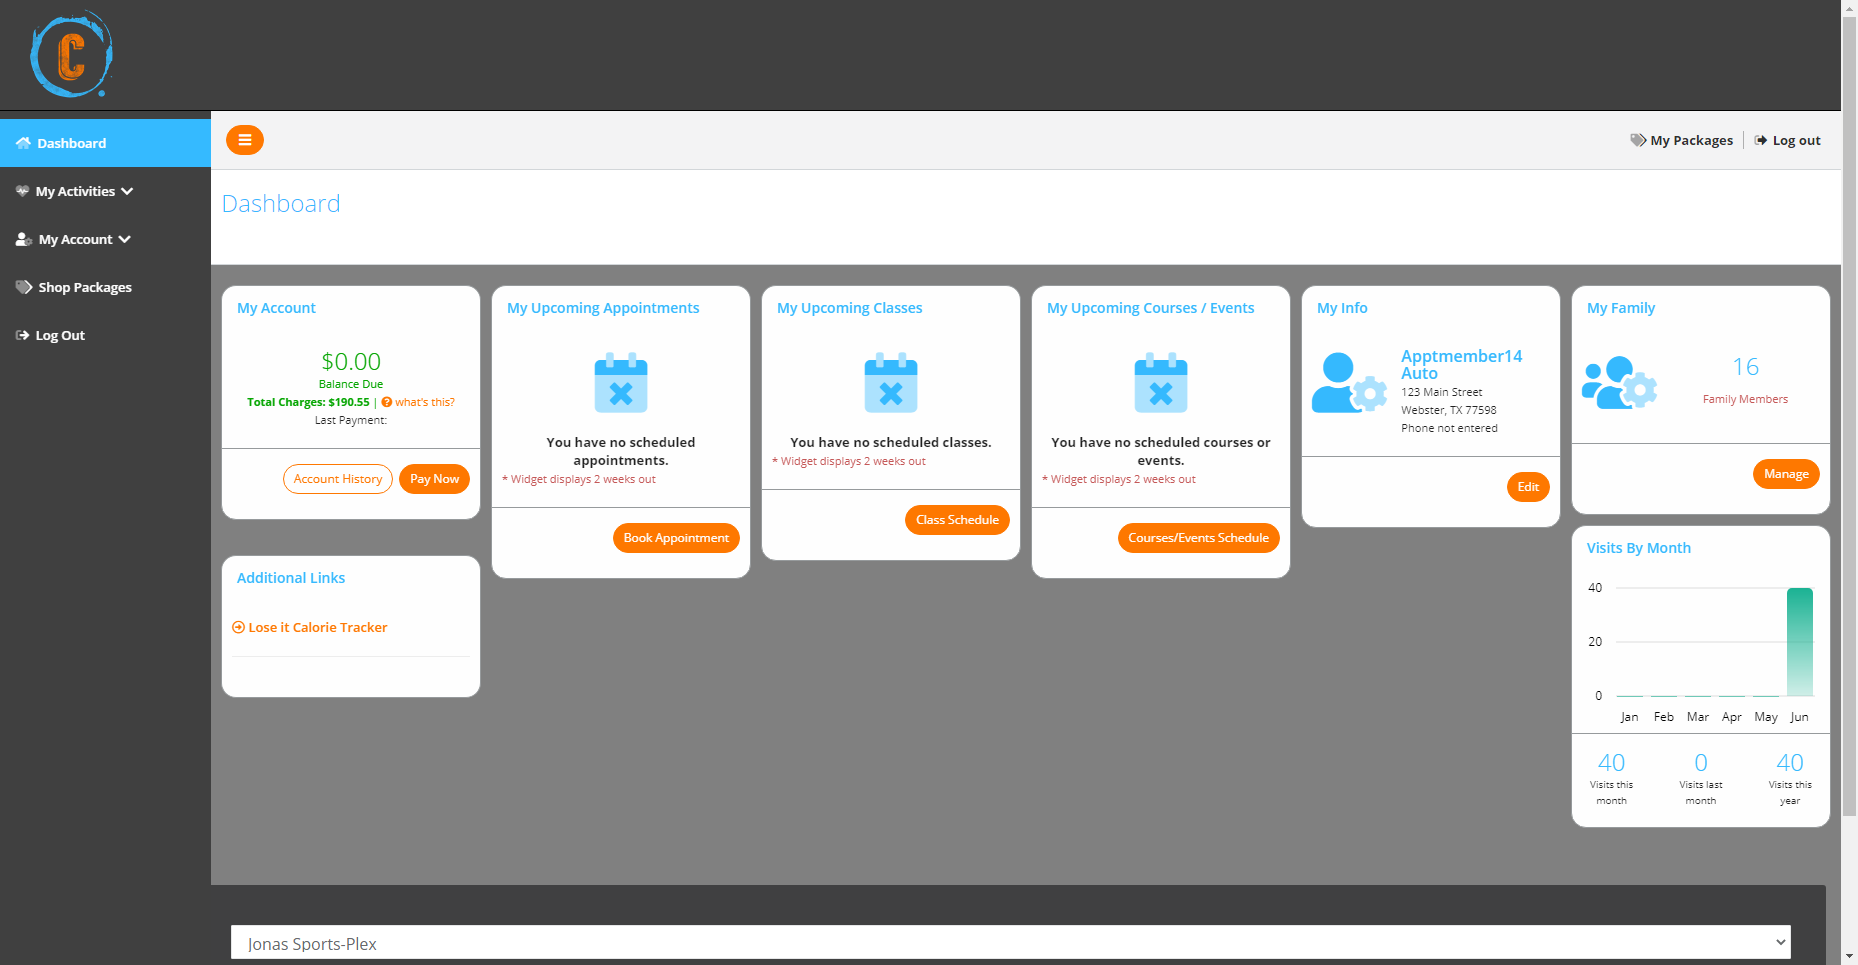 C
Dashboard
My Activities
My Account
Shop Packages
Log Out
My Packages
Log out
Dashboard
My Account
$0.00
Balance Due
Total Charges: $190.55 | what's this?
Last Payment:
Account History
Pay Now
Additional Links
Lose it Calorie Tracker
My Upcoming Appointments
You have no scheduled
appointments.
* Widget displays 2 weeks out
Book Appointment
My Upcoming Classes
You have no scheduled classes.
* Widget displays 2 weeks out
Class Schedule
My Upcoming Courses / Events
You have no scheduled courses or
events.
* Widget displays 2 weeks out
Courses/Events Schedule
My Info
Apptmember14
Auto
123 Main Street
Webster, TX 77598
Phone not entered
Edit
My Family
16
Family Members
Manage
Visits By Month
40
20
0
Jan Feb Mar Apr May Jun
40
Visits this
month
0
Visits last
month
40
Visits this
year
Jonas Sports-Plex